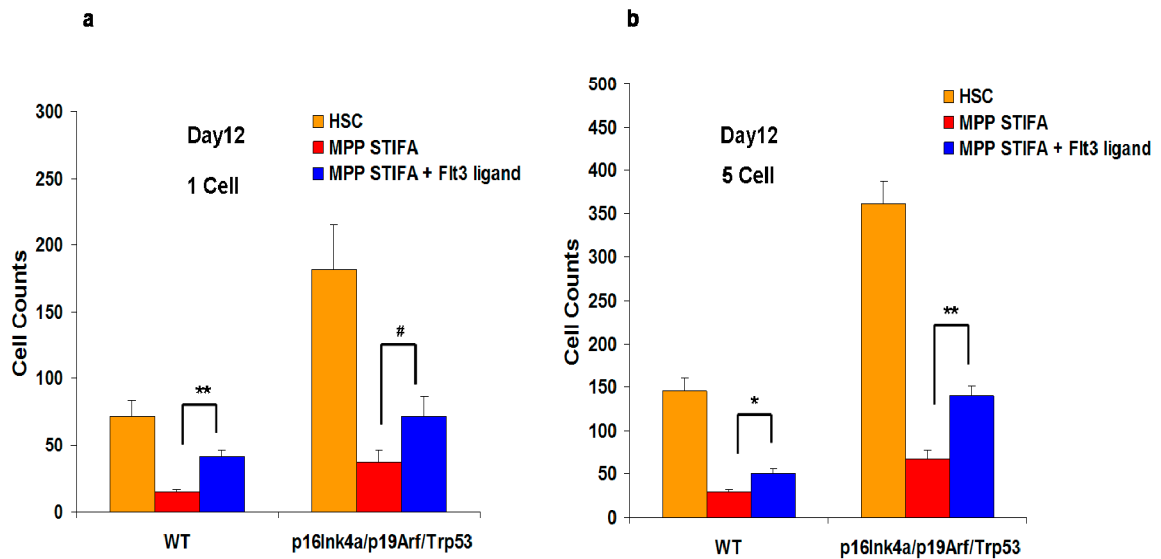 a
Cell Counts
300
250
200
150
100
50
0
Day12
1 Cell
HSC
MPP STIFA
MPP STIFA + Flt3 ligand
**
#
WT
p16Ink4a/p19Arf/Trp53
b
Cell Counts
500
450
400
350
300
250
200
150
100
50
0
Day12
5 Cell
HSC
MPP STIFA
MPP STIFA + Flt3 ligand
*
**
WT
p16Ink4a/p19Arf/Trp53